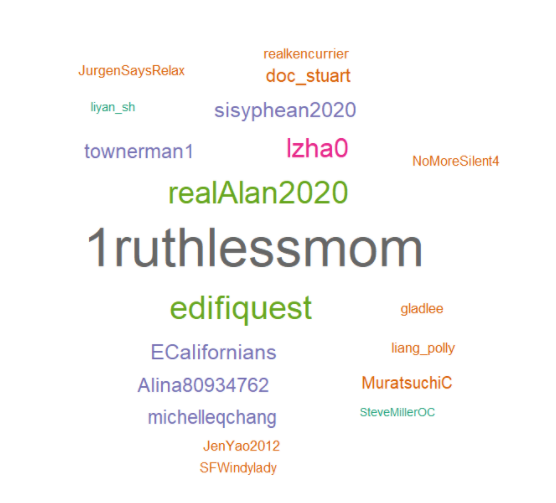 realkencurrier
JurgenSaysRelax
doc_stuart
liyan_sh
sisyphean2020
townerman1
lzha0
NoMoreSilent4
realAlan2020
1ruthlessmom
edifiquest
gladlee
ECalifornians
liang_polly
Alina80934762
MuratsuchiC
michelleqchang
SteveMillerOC
JenYao2012
SFWindylady